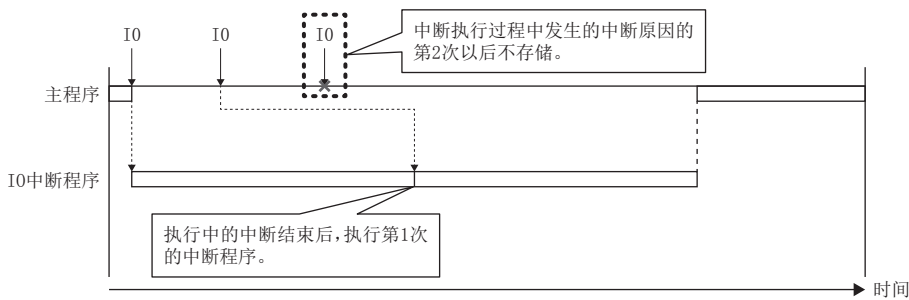 I0
I0
I0
中断执行过程中发生的中断原因的
第2次以后不存储。
主程序
I0中断程序
执行中的中断结束后,执行第1次
的中断程序。
时间